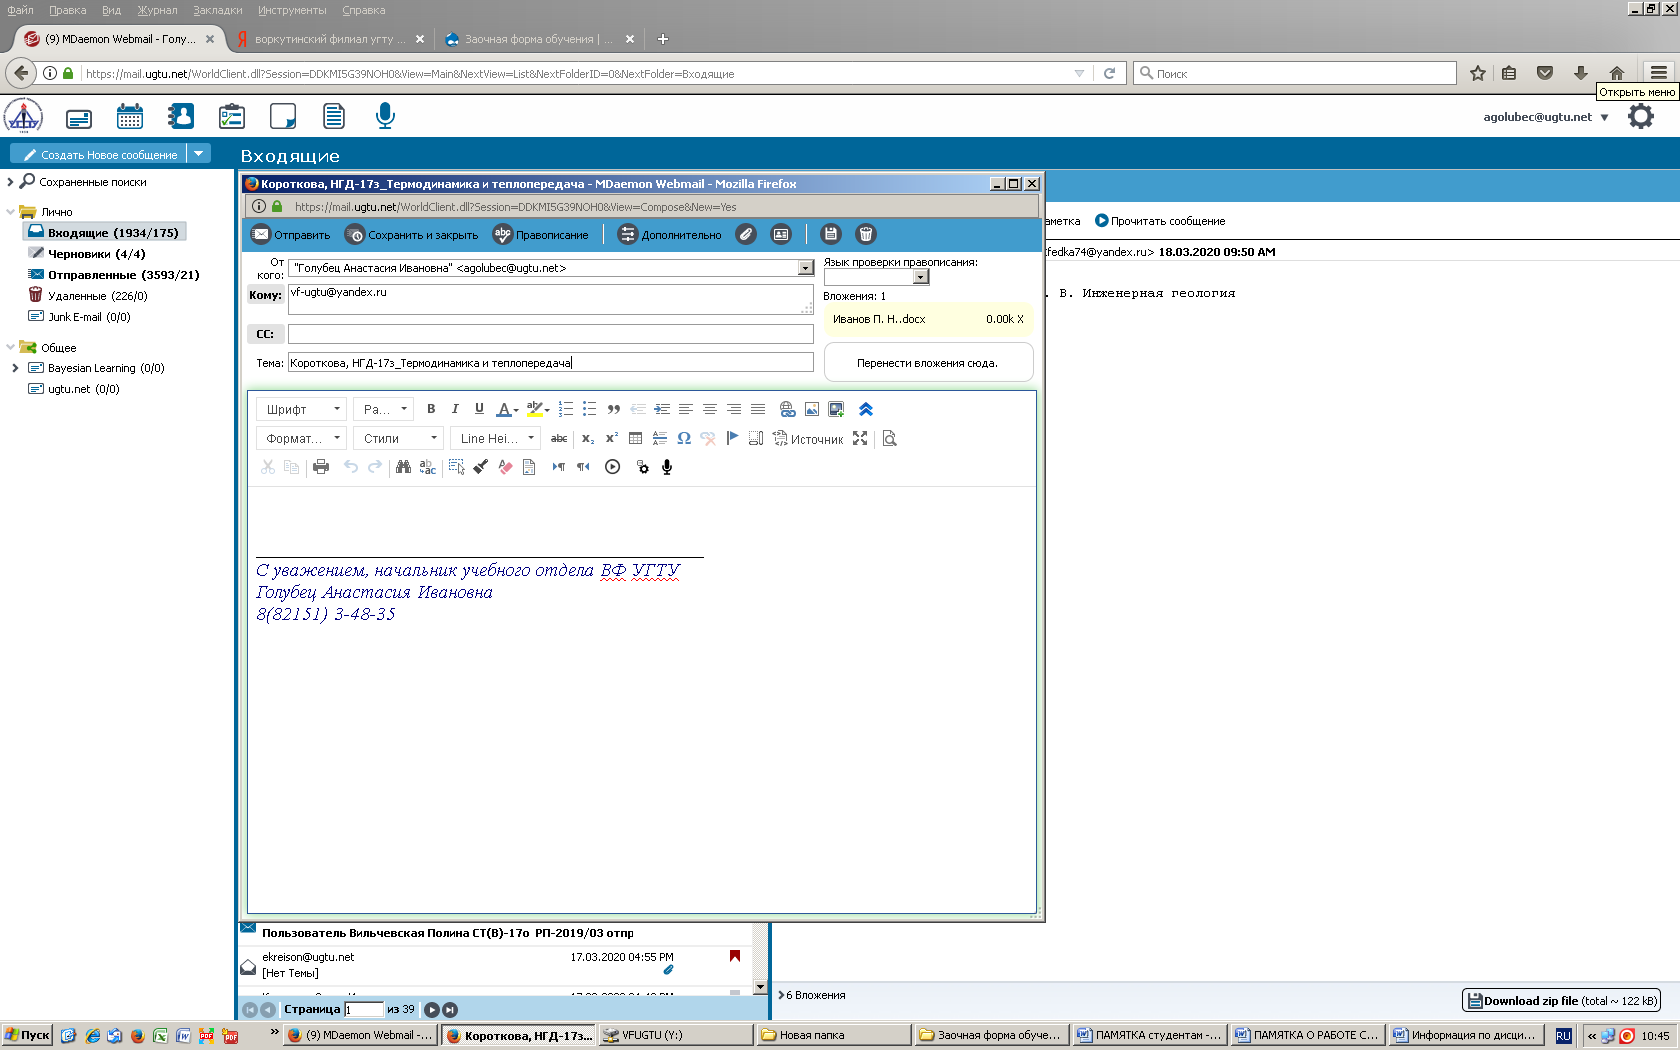 Файл Правка Вид Журнал Закладки Инструменты Справка
(9) MDaemon Webmail - Голу... воркутинский филиал угту ... Заочная форма обучения | ...
https://mail.ugtu.net/WorldClient.dll?Session=DDKMI5G39NOH0&View=Main&NextView=List&NextFolderID=0&NextFolder=Входящие
Поиск
Открыть меню
agolubec@ugtu.net
Создать Новое сообщение
Входящие
Сохраненные поиски
Лично
Входящие (1934/175)
Черновики (4/4)
Отправленные (3593/21)
Удаленные (226/0)
Junk E-mail (0/0)
Общее
Bayesian Learning (0/0)
ugtu.net (0/0)
Короткова, НГД-17з_Термодинамика и теплопередача - MDaemon Webmail - Mozilla Firefox
https://mail.ugtu.net/WorldClient.dll?Session=DDKMI5G39NOH0&View=Compose&New=Yes
Отправить Сохранить и закрыть Правописание Дополнительно
От кого: "Голубец Анастасия Ивановна" <agolubec@ugtu.net>
Кому: vf-ugtu@yandex.ru
CC:
Тема: Короткова, НГД-17з_Термодинамика и теплопередача
Язык проверки правописания:
Вложения: 1
Иванов П. Н..docx 0.00k X
Перенести вложения сюда.
Шрифт Ра...
B I U
Формат... Стили Line Hei... Источник
С уважением, начальник учебного отдела ВФ УГТУ
Голубец Анастасия Ивановна
8(82151) 3-48-35
аметка Прочитать сообщение
fedka74@yandex.ru> 18.03.2020 09:50 AM
. В. Инженерная геология
Пользователь Вильчевская Полина СТ(В)-17о РП-2019/03 отпр
ekreison@ugtu.net 17.03.2020 04:55 PM
[Нет Темы]
Страница 1 из 39
6 Вложения
Download zip file (total ~ 122 kB)
Пуск
(9) MDaemon Webmail -... Короткова, НГД-17з... VFUGTU (Y:) Новая папка Заочная форма обуче... ПАМЯТКА студентам -... ПАМЯТКА О РАБОТЕ С... Информация по дисци...
RU
10:45